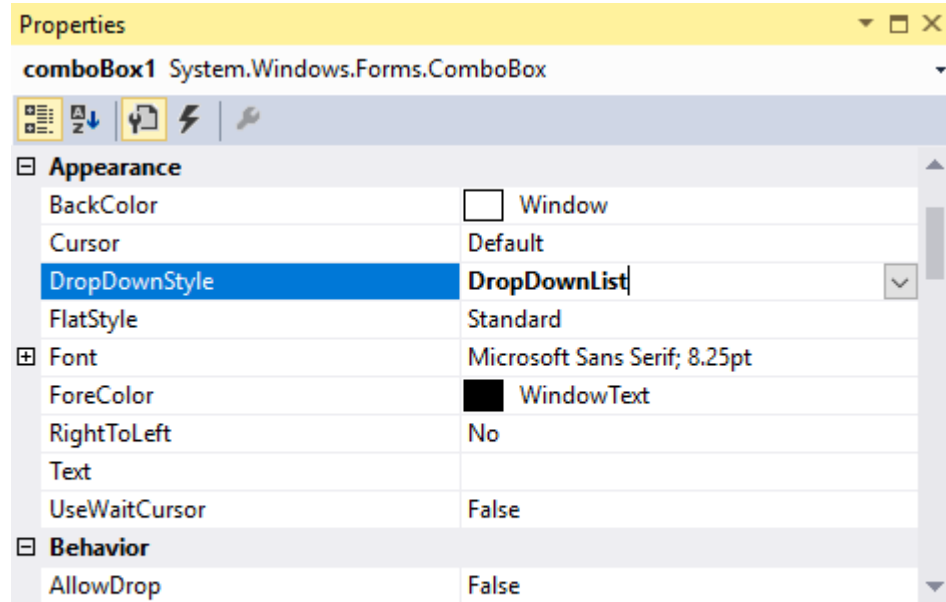 Properties
comboBox1 System.Windows.Forms.ComboBox
Appearance
BackColor Window
Cursor Default
DropDownStyle DropDownList
FlatStyle Standard
Font Microsoft Sans Serif; 8.25pt
ForeColor WindowText
RightToLeft No
Text
UseWaitCursor False
Behavior
AllowDrop False